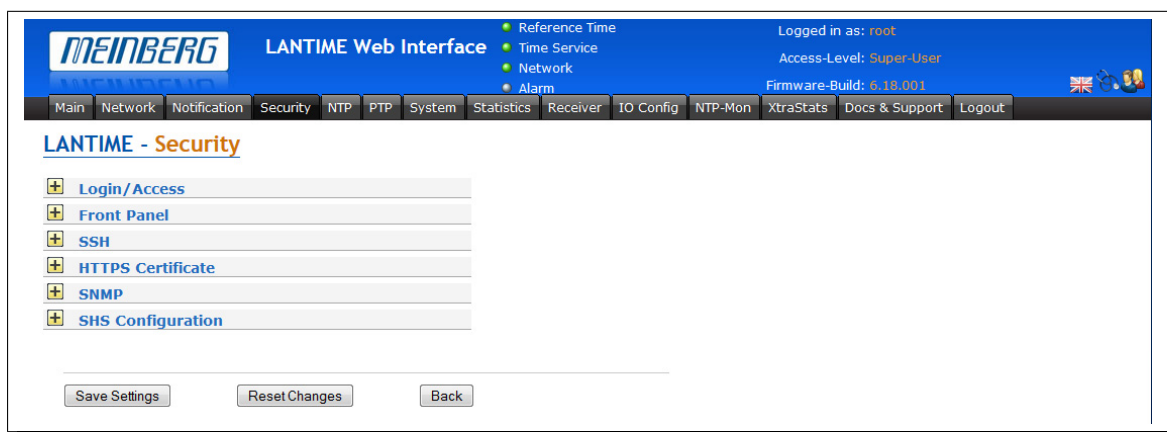 MEINBERG
LANTIME Web Interface
Reference Time
Time Service
Network
Alarm
Logged in as: root
Access-Level: Super-User
Firmware-Build: 6.18.001
Main Network Notification Security NTP PTP System Statistics Receiver IO Config NTP-Mon XtraStats Docs & Support Logout
LANTIME - Security
Login/Access
Front Panel
SSH
HTTPS Certificate
SNMP
SHS Configuration
Save Settings Reset Changes Back